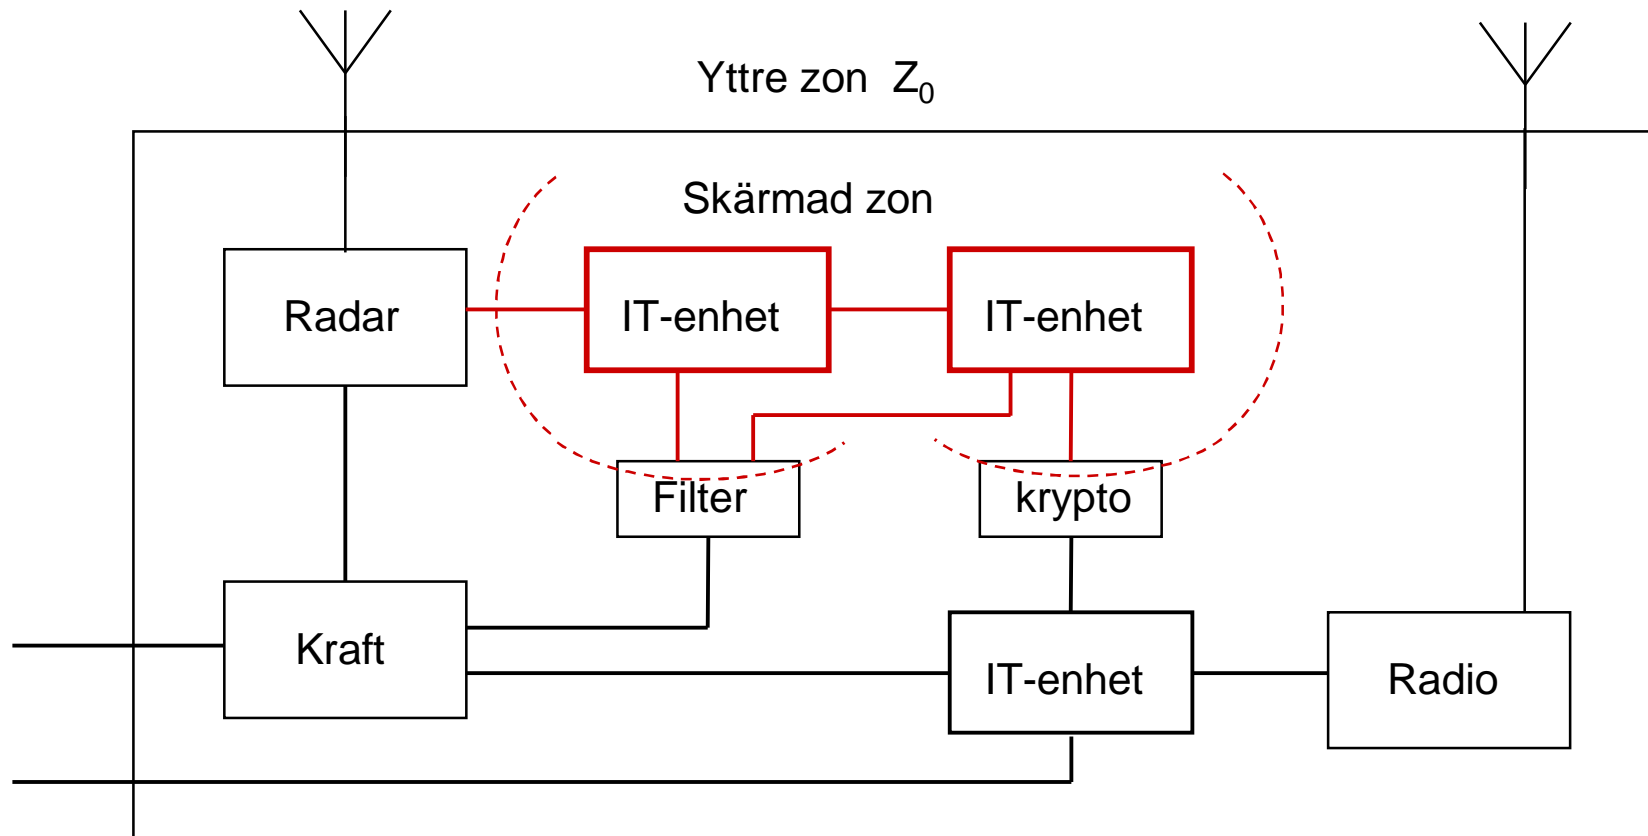 Yttre zon Z₀
Skärmad zon
Radar
IT-enhet
IT-enhet
Filter
krypto
Kraft
IT-enhet
Radio